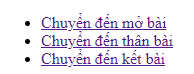 Chuyển đến mở bài
Chuyển đến thân bài
Chuyển đến kết bài